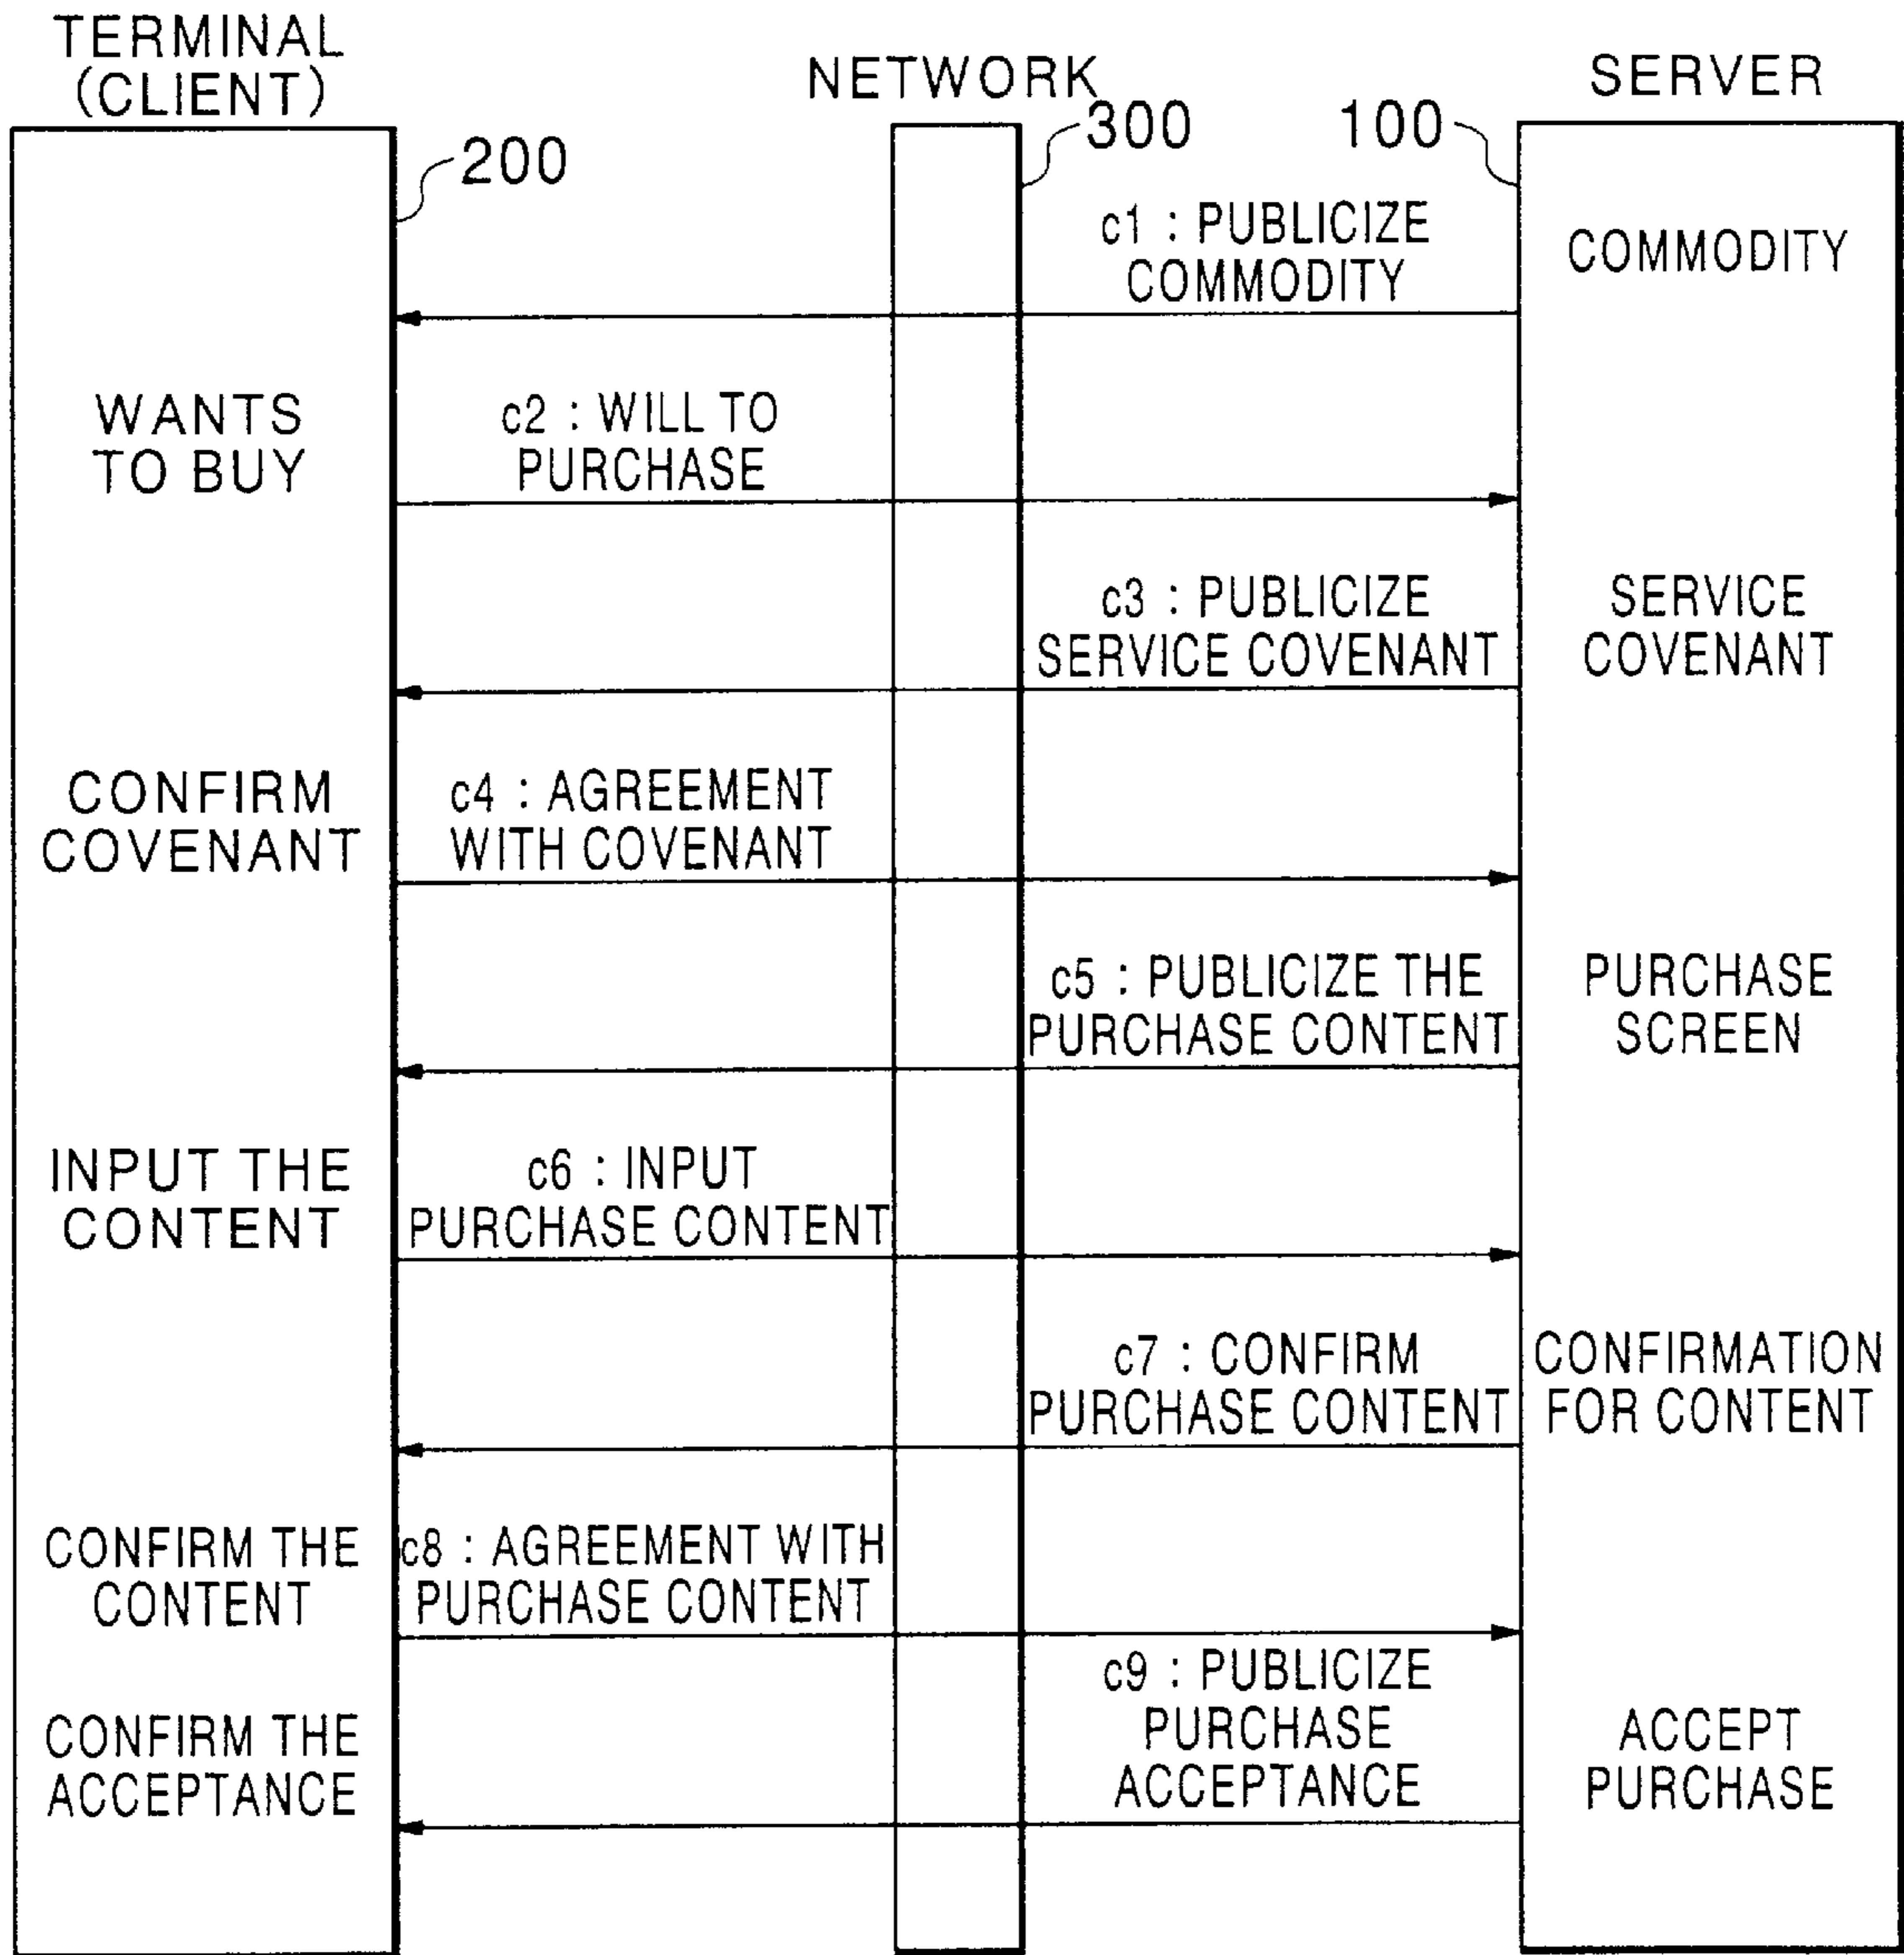 TERMINAL
(CLIENT)
NETWORK
SERVER
200
300
100
c1 : PUBLICIZE
COMMODITY
COMMODITY
WANTS
TO BUY
c2 : WILL TO
PURCHASE
c3 : PUBLICIZE
SERVICE COVENANT
SERVICE
COVENANT
CONFIRM
COVENANT
c4 : AGREEMENT
WITH COVENANT
c5 : PUBLICIZE THE
PURCHASE CONTENT
PURCHASE
SCREEN
INPUT THE
CONTENT
c6 : INPUT
PURCHASE CONTENT
c7 : CONFIRM
PURCHASE CONTENT
CONFIRMATION
FOR CONTENT
CONFIRM THE
CONTENT
c8 : AGREEMENT WITH
PURCHASE CONTENT
c9 : PUBLICIZE
PURCHASE
ACCEPTANCE
CONFIRM THE
ACCEPTANCE
ACCEPT
PURCHASE